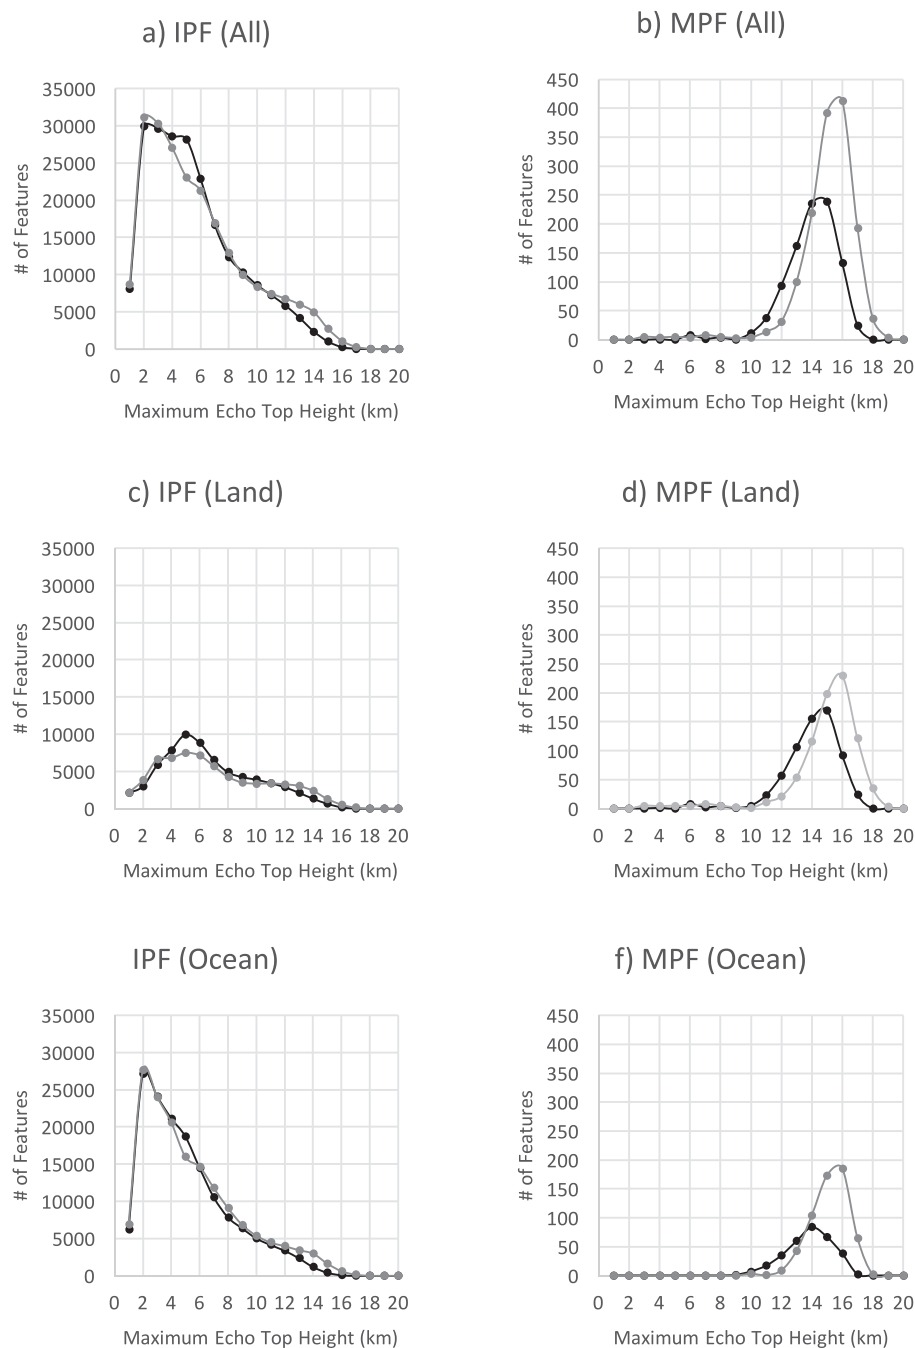 a) IPF (All)
35000
30000
25000
20000
15000
10000
5000
0
# of Features
0 2 4 6 8 10 12 14 16 18 20
Maximum Echo Top Height (km)
b) MPF (All)
450
400
350
300
250
200
150
100
50
0
# of Features
0 2 4 6 8 10 12 14 16 18 20
Maximum Echo Top Height (km)
c) IPF (Land)
35000
30000
25000
20000
15000
10000
5000
0
# of Features
0 2 4 6 8 10 12 14 16 18 20
Maximum Echo Top Height (km)
d) MPF (Land)
450
400
350
300
250
200
150
100
50
0
# of Features
0 2 4 6 8 10 12 14 16 18 20
Maximum Echo Top Height (km)
IPF (Ocean)
35000
30000
25000
20000
15000
10000
5000
0
# of Features
0 2 4 6 8 10 12 14 16 18 20
Maximum Echo Top Height (km)
f) MPF (Ocean)
450
400
350
300
250
200
150
100
50
0
# of Features
0 2 4 6 8 10 12 14 16 18 20
Maximum Echo Top Height (km)